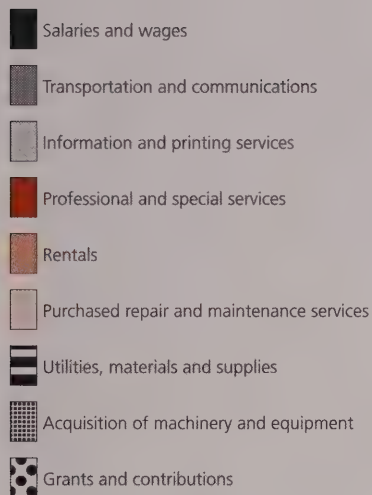 Salaries and wages
Transportation and communications
Information and printing services
Professional and special services
Rentals
Purchased repair and maintenance services
Utilities, materials and supplies
Acquisition of machinery and equipment
Grants and contributions